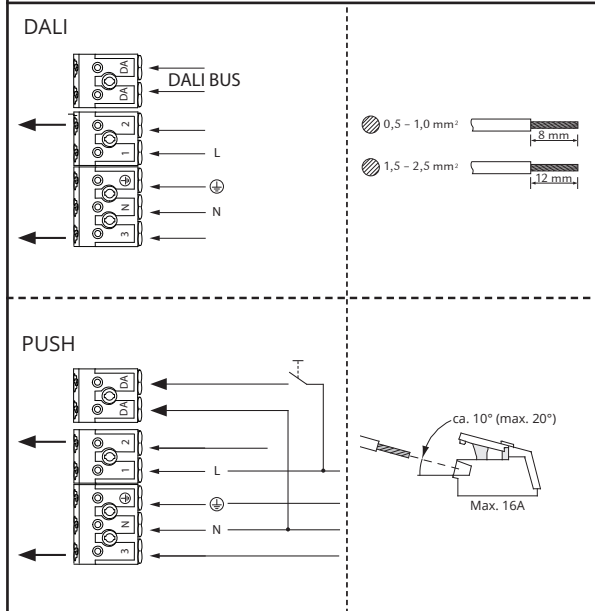 DALI
DA
DA
DALI BUS
2
1
L
N
N
3
0,5 – 1,0 mm²
8 mm
1,5 – 2,5 mm²
12 mm
PUSH
DA
DA
2
1
L
N
N
3
ca. 10° (max. 20°)
Max. 16A